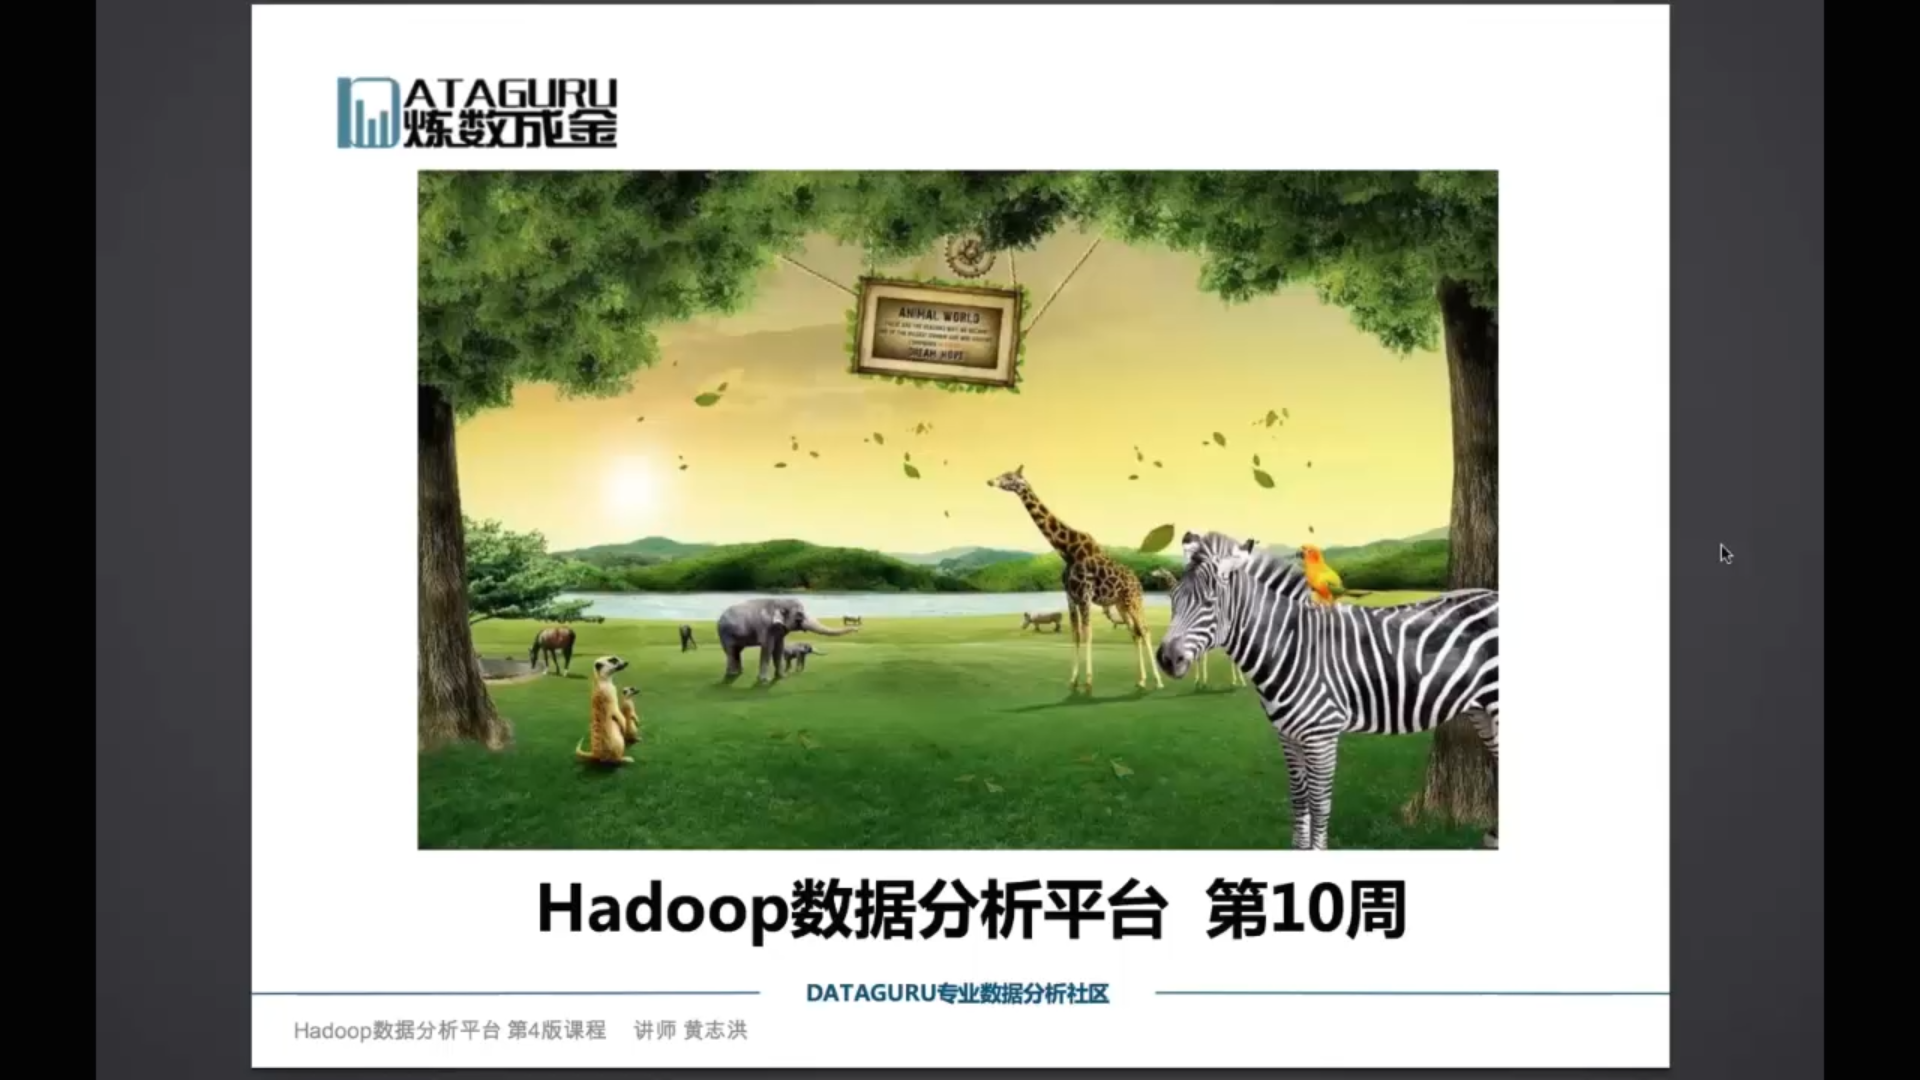 DATAGURU
炼数成金
ANIMAL WORLD
DREAM HOPE
Hadoop数据分析平台 第10周
DATAGURU专业数据分析社区
Hadoop数据分析平台 第4版课程 讲师 黄志洪